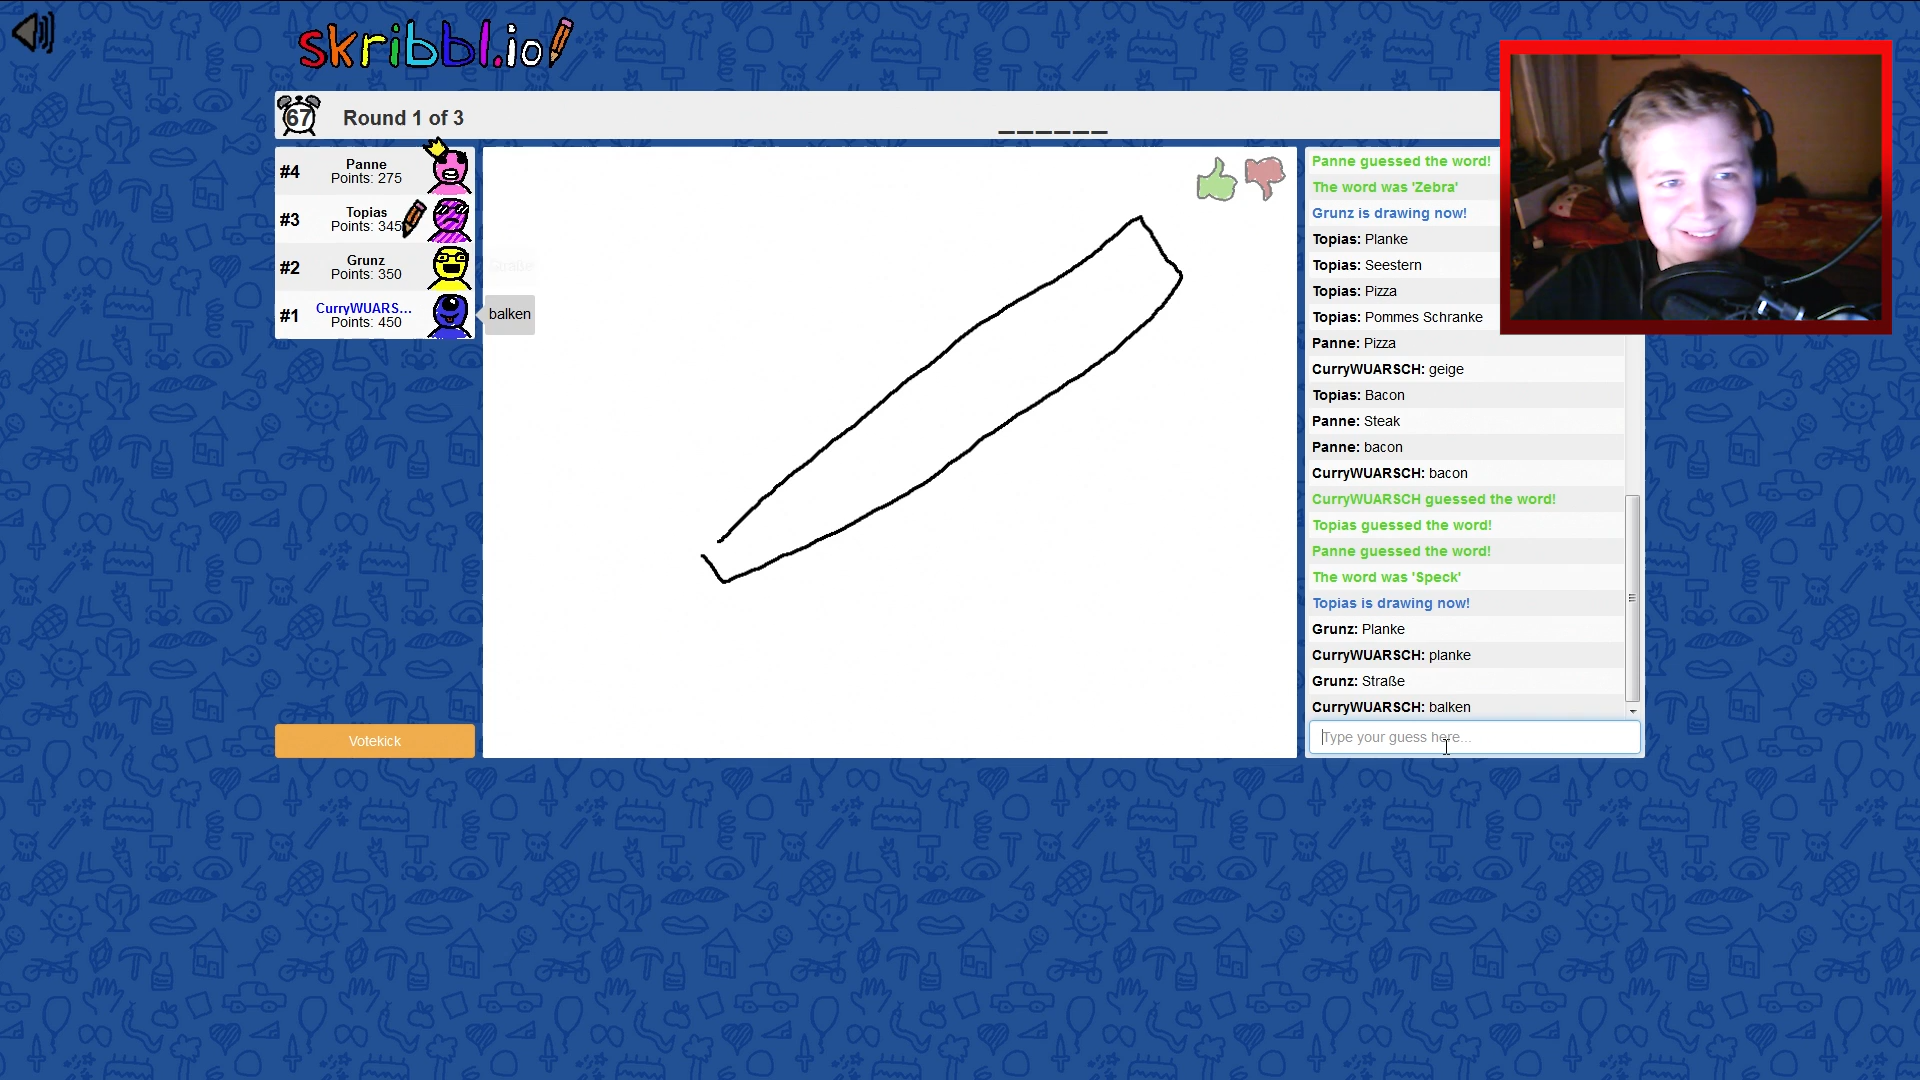 skribbl.io
67
Round 1 of 3
______
#4
Panne
Points: 275
#3
Topias
Points: 345
#2
Grunz
Points: 350
#1
CurryWUARS...
Points: 450
balken
Votekick
Panne guessed the word!
The word was 'Zebra'
Grunz is drawing now!
Topias: Planke
Topias: Seestern
Topias: Pizza
Topias: Pommes Schranke
Panne: Pizza
CurryWUARSCH: geige
Topias: Bacon
Panne: Steak
Panne: bacon
CurryWUARSCH: bacon
CurryWUARSCH guessed the word!
Topias guessed the word!
Panne guessed the word!
The word was 'Speck'
Topias is drawing now!
Grunz: Planke
CurryWUARSCH: planke
Grunz: Straße
CurryWUARSCH: balken
Type your guess here...